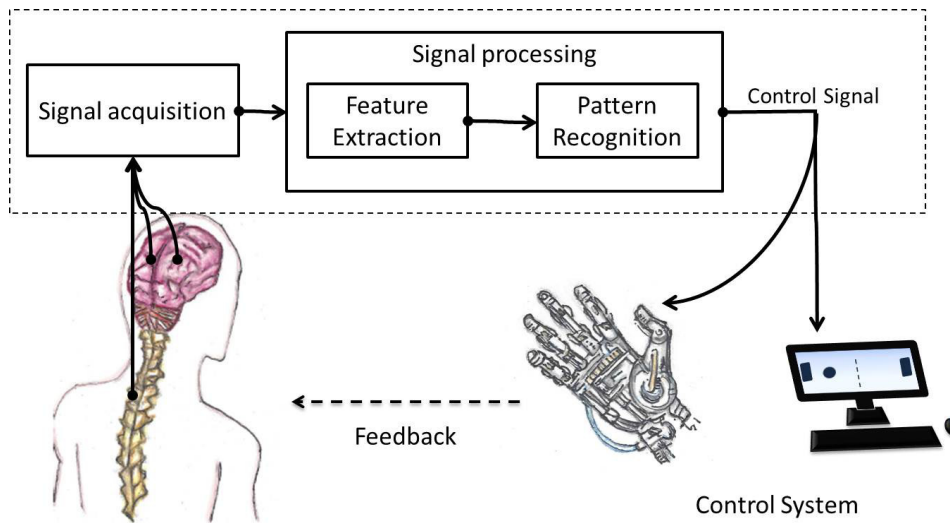 Signal processing
Signal acquisition
Feature
Extraction
Pattern
Recognition
Control Signal
Feedback
Control System